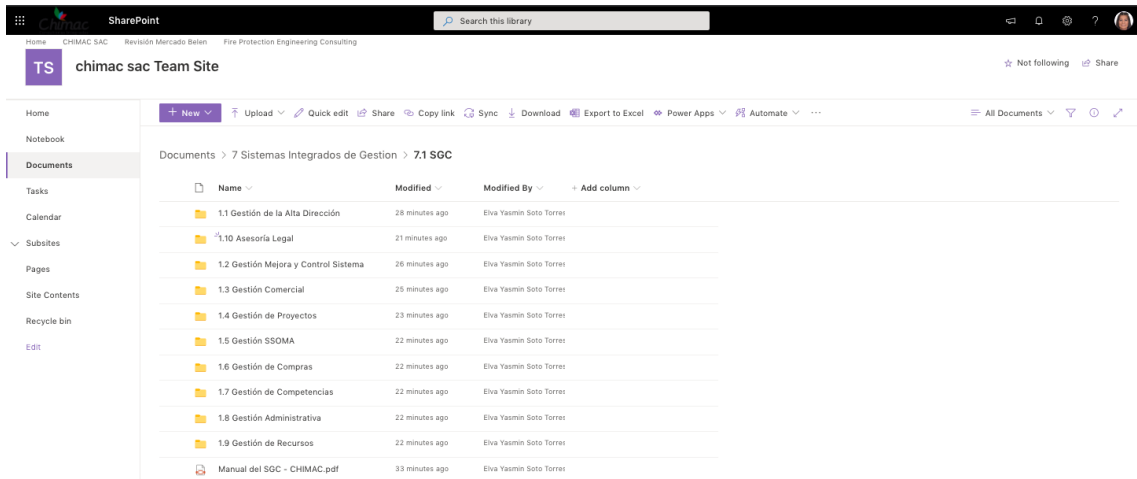 Chimac SharePoint Search this library ?
Home CHIMAC SAC Revisión Mercado Belen Fire Protection Engineering Consulting
TS chimac sac Team Site Not following Share
Home
Notebook
Documents
Tasks
Calendar
Subsites
Pages
Site Contents
Recycle bin
Edit
+ New Upload Quick edit Share Copy link Sync Download Export to Excel Power Apps Automate ... All Documents
Documents > 7 Sistemas Integrados de Gestion > 7.1 SGC
Name Modified Modified By + Add column
1.1 Gestión de la Alta Dirección 28 minutes ago Elva Yasmin Soto Torres
1.10 Asesoría Legal 21 minutes ago Elva Yasmin Soto Torres
1.2 Gestión Mejora y Control Sistema 26 minutes ago Elva Yasmin Soto Torres
1.3 Gestión Comercial 25 minutes ago Elva Yasmin Soto Torres
1.4 Gestión de Proyectos 23 minutes ago Elva Yasmin Soto Torres
1.5 Gestión SSOMA 22 minutes ago Elva Yasmin Soto Torres
1.6 Gestión de Compras 22 minutes ago Elva Yasmin Soto Torres
1.7 Gestión de Competencias 22 minutes ago Elva Yasmin Soto Torres
1.8 Gestión Administrativa 22 minutes ago Elva Yasmin Soto Torres
1.9 Gestión de Recursos 22 minutes ago Elva Yasmin Soto Torres
Manual del SGC - CHIMAC.pdf 33 minutes ago Elva Yasmin Soto Torres